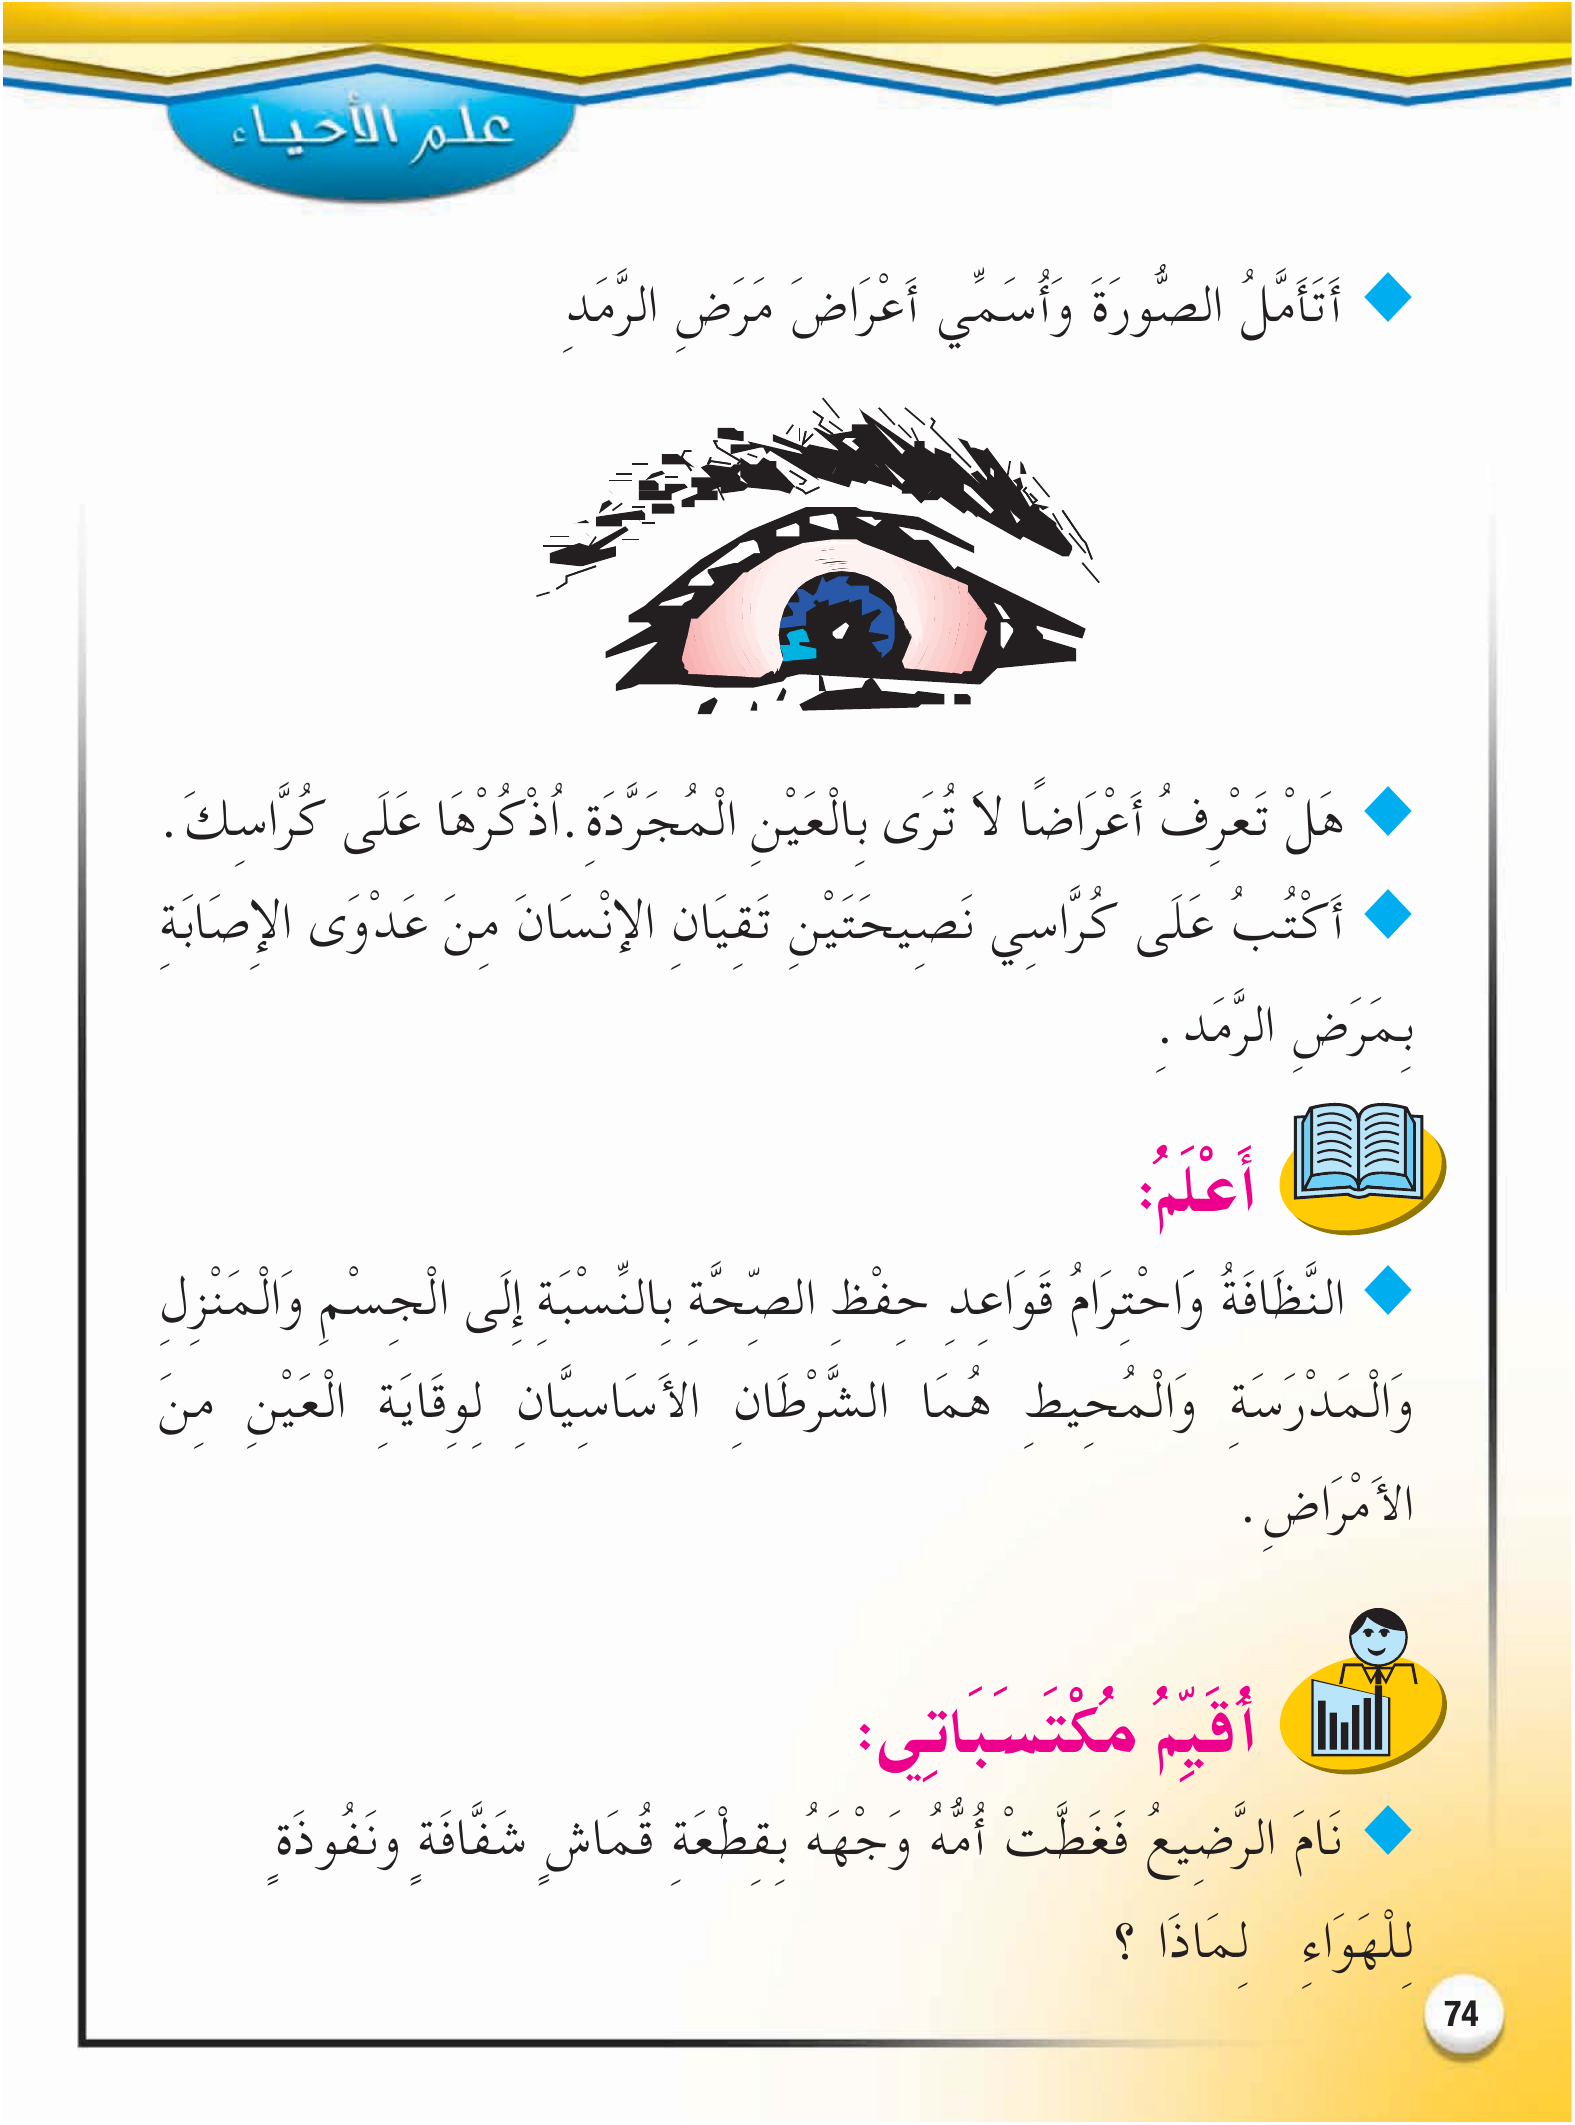 علم الأحياء
أَتَأَمَّلُ الصُّورَةَ وَأُسَمِّي أَعْرَاضَ مَرَضِ الرَّمَدِ
هَلْ تَعْرِفُ أَعْرَاضًا لاَ تُرَى بِالْعَيْنِ الْمُجَرَّدَةِ. اُذْكُرْهَا عَلَى كُرَّاسِكَ.
أَكْتُبُ عَلَى كُرَّاسِي نَصِيحَتَيْنِ تَقِيَانِ الإنْسَانَ مِنَ عَدْوَى الإِصَابَةِ
بِمَرَضِ الرَّمَدِ.
أَعْلَمُ:
النَّظَافَةُ وَاحْتِرَامُ قَوَاعِدِ حِفْظِ الصِّحَّةِ بِالنِّسْبَةِ إِلَى الْجِسْمِ وَالْمَنْزِلِ
وَالْمَدْرَسَةِ وَالْمُحِيطِ هُمَا الشَّرْطَانِ الأَسَاسِيَّانِ لِوِقَايَةِ الْعَيْنِ مِنَ
الأَمْرَاضِ.
أُقَيِّمُ مُكْتَسَبَاتِي:
نَامَ الرَّضِيعُ فَغَطَّتْ أُمُّهُ وَجْهَهُ بِقِطْعَةِ قُمَاشٍ شَفَّافَةٍ ونَفُوذَةٍ
لِلْهَوَاءِ لِمَاذَا ؟
74